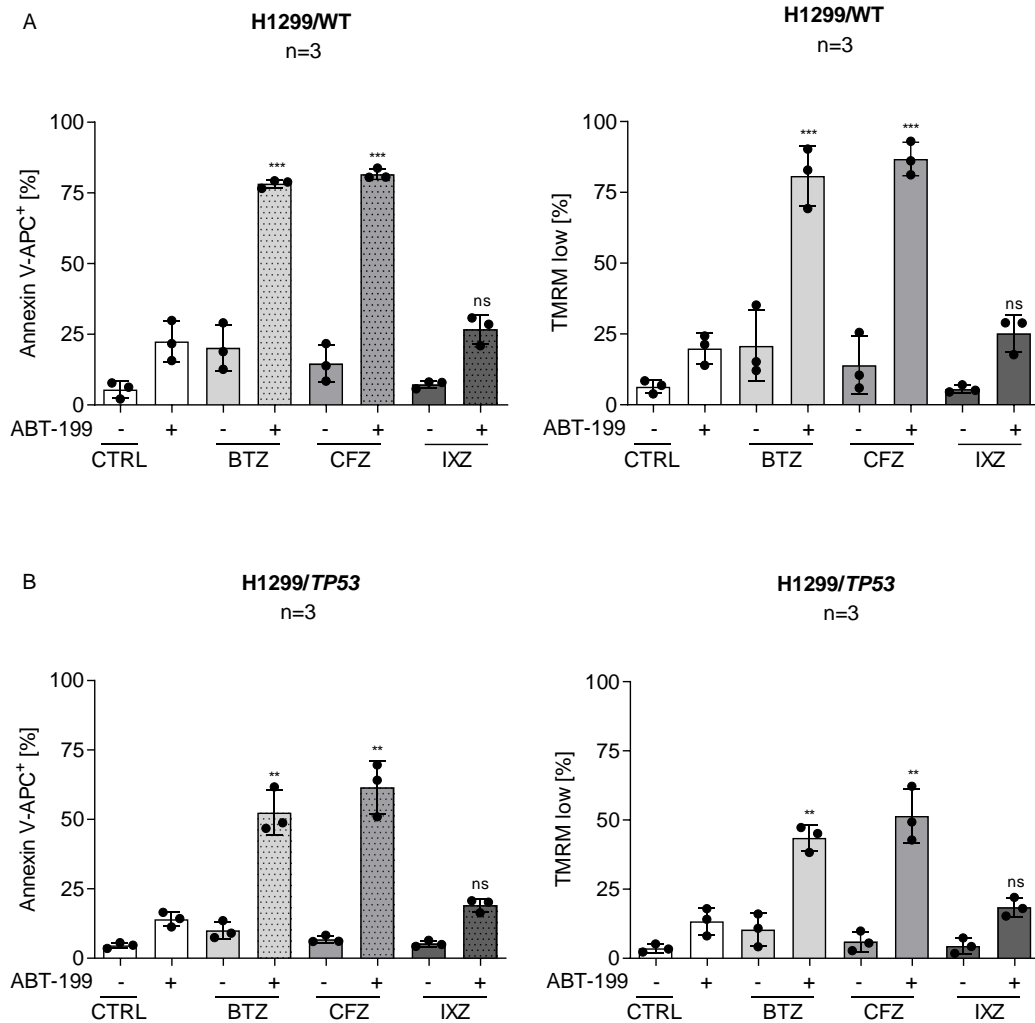 A
H1299/WT
n=3
Annexin V-APC⁺ [%]
100
75
50
25
0
*** *** ns
ABT-199 - + - + - + - +
CTRL BTZ CFZ IXZ
H1299/WT
n=3
TMRM low [%]
100
75
50
25
0
*** *** ns
ABT-199 - + - + - + - +
CTRL BTZ CFZ IXZ
B
H1299/TP53
n=3
Annexin V-APC⁺ [%]
100
75
50
25
0
** ** ns
ABT-199 - + - + - + - +
CTRL BTZ CFZ IXZ
H1299/TP53
n=3
TMRM low [%]
100
75
50
25
0
** ** ns
ABT-199 - + - + - + - +
CTRL BTZ CFZ IXZ